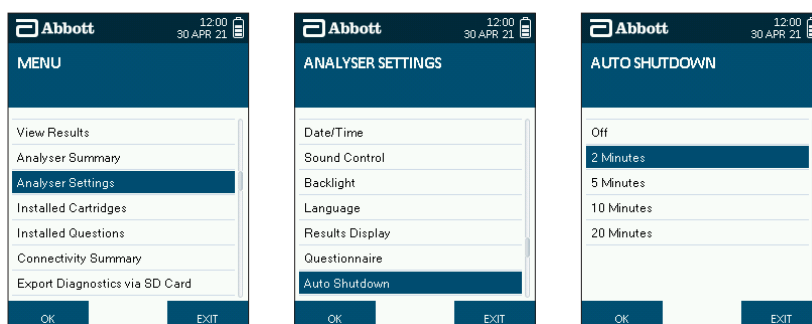 Abbott
12:00
30 APR 21
MENU
View Results
Analyser Summary
Analyser Settings
Installed Cartridges
Installed Questions
Connectivity Summary
Export Diagnostics via SD Card
OK
EXIT
Abbott
12:00
30 APR 21
ANALYSER SETTINGS
Date/Time
Sound Control
Backlight
Language
Results Display
Questionnaire
Auto Shutdown
OK
EXIT
Abbott
12:00
30 APR 21
AUTO SHUTDOWN
Off
2 Minutes
5 Minutes
10 Minutes
20 Minutes
OK
EXIT